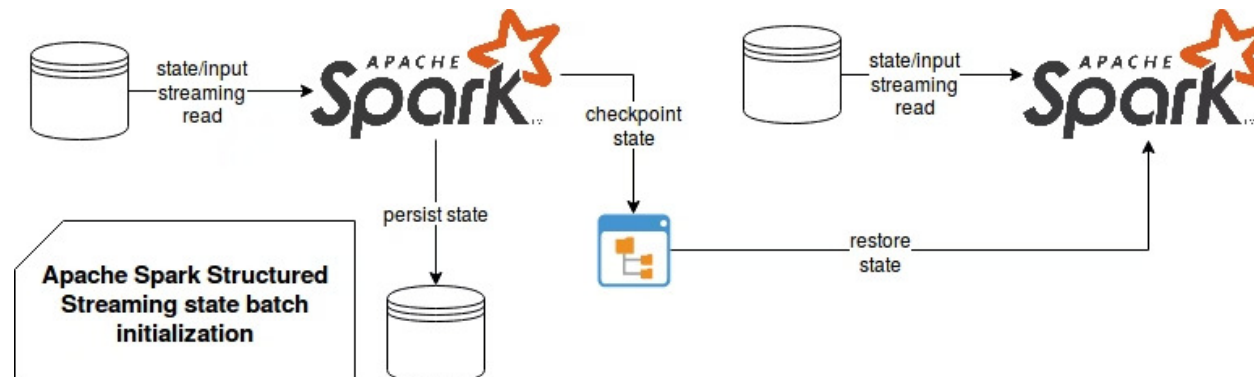 state/input
streaming
read
APACHE
Spark
checkpoint
state
persist state
state/input
streaming
read
APACHE
Spark
restore
state
Apache Spark Structured
Streaming state batch
initialization